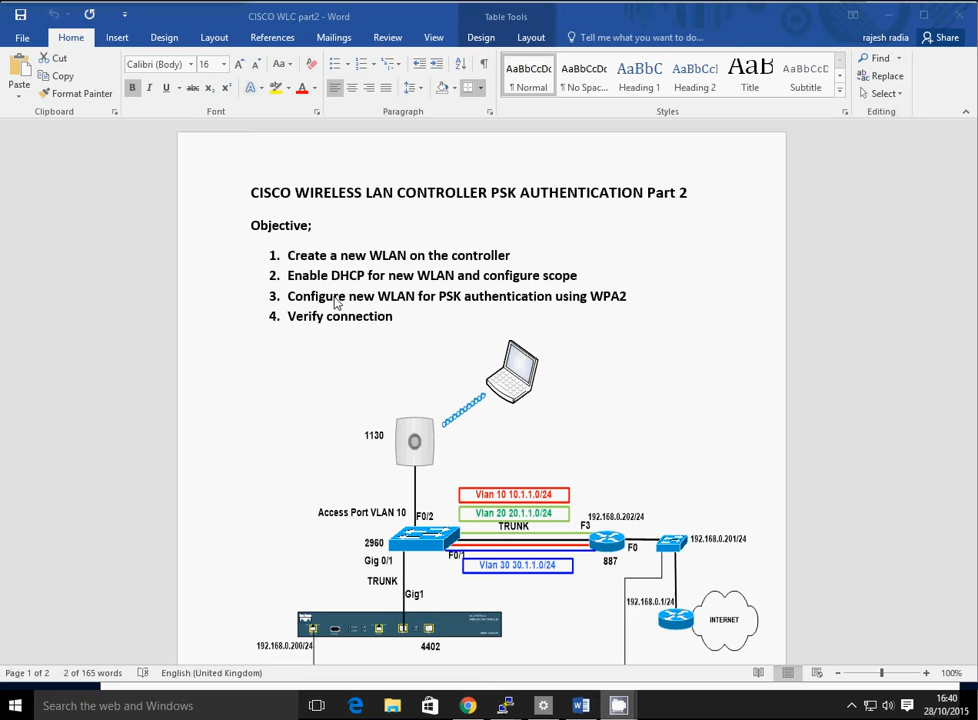 CISCO WLC part2 - Word
Table Tools
File Home Insert Design Layout References Mailings Review View Design Layout Tell me what you want to do... rajesh radia Share
Paste
Cut
Copy
Format Painter
Clipboard
Calibri (Body) 16
Font
Paragraph
AaBbCcDc AaBbCcDc AaBbC AaBbCcl AaB AaBbCcD
¶ Normal ¶ No Spac... Heading 1 Heading 2 Title Subtitle
Styles
Find
Replace
Select
Editing
CISCO WIRELESS LAN CONTROLLER PSK AUTHENTICATION Part 2
Objective;
1. Create a new WLAN on the controller
2. Enable DHCP for new WLAN and configure scope
3. Configure new WLAN for PSK authentication using WPA2
4. Verify connection
1130
Vlan 10 10.1.1.0/24
Access Port VLAN 10 F0/2
Vlan 20 20.1.1.0/24
192.168.0.202/24
TRUNK
F3
2960
F0/1
F0
192.168.0.201/24
Gig 0/1
Vlan 30 30.1.1.0/24
887
TRUNK
Gig1
192.168.0.1/24
INTERNET
192.168.0.200/24
4402
Page 1 of 2 2 of 165 words English (United Kingdom) 100%
Search the web and Windows
16:40
28/10/2015